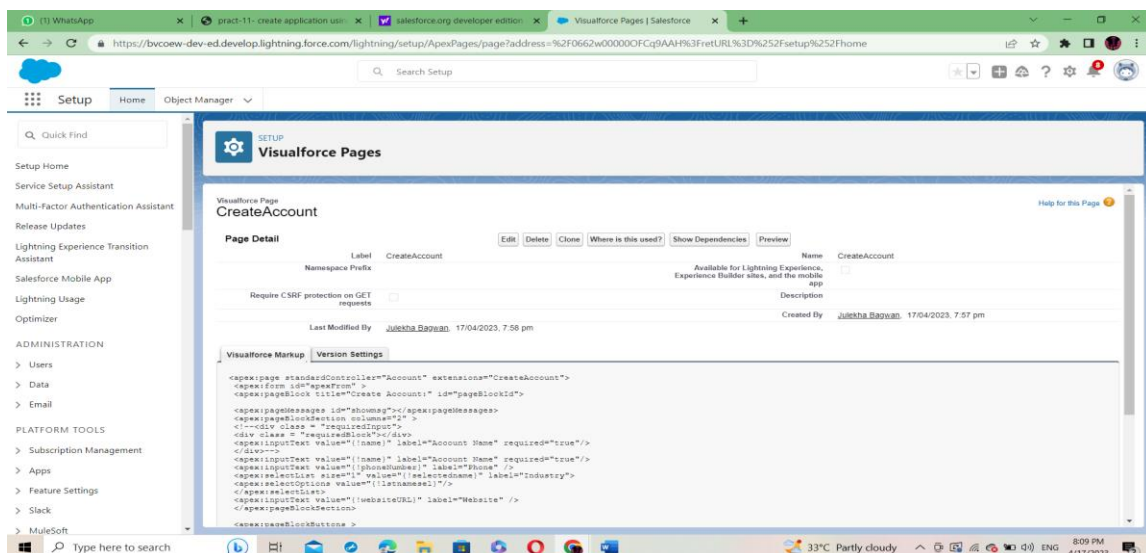 (1) WhatsApp
pract-11- create application usin
salesforce.org developer edition
Visualforce Pages | Salesforce
https://bvcoew-dev-ed.develop.lightning.force.com/lightning/setup/ApexPages/page?address=%2F0662w00000OFCq9AAH%3FretURL%3D%252Fsetup%252Fhome
Search Setup
Setup Home Object Manager
Quick Find
Setup Home
Service Setup Assistant
Multi-Factor Authentication Assistant
Release Updates
Lightning Experience Transition
Assistant
Salesforce Mobile App
Lightning Usage
Optimizer
ADMINISTRATION
> Users
> Data
> Email
PLATFORM TOOLS
> Subscription Management
> Apps
> Feature Settings
> Slack
> MuleSoft
SETUP
Visualforce Pages
Visualforce Page
CreateAccount
Help for this Page
Page Detail
Edit Delete Clone Where is this used? Show Dependencies Preview
Label CreateAccount
Name CreateAccount
Namespace Prefix
Available for Lightning Experience,
Experience Builder sites, and the mobile
app
Require CSRF protection on GET
requests
Description
Created By Julekha Bagwan, 17/04/2023, 7:57 pm
Last Modified By Julekha Bagwan, 17/04/2023, 7:58 pm
Visualforce Markup Version Settings
<apex:page standardController="Account" extensions="CreateAccount">
<apex:form id="apexFrom" >
<apex:pageBlock title="Create Account:" id="pageBlockId">
<apex:pageMessages id="showmsg"></apex:pageMessages>
<apex:pageBlockSection columns="2" >
<!--<div class = "requiredInput">
<div class = "requiredBlock"></div>
<apex:inputText value="{!name}" label="Account Name" required="true"/>
</div>-->
<apex:inputText value="{!name}" label="Account Name" required="true"/>
<apex:inputText value="{!phoneNumber}" label="Phone" />
<apex:selectList size="1" value="{!selectedname}" label="Industry">
<apex:selectOptions value="{!lstnamesel}"/>
</apex:selectList>
<apex:inputText value="{!websiteURL}" label="Website" />
</apex:pageBlockSection>
<apex:pageBlockButtons >
Type here to search
33°C Partly cloudy
ENG
8:09 PM
4/17/2023